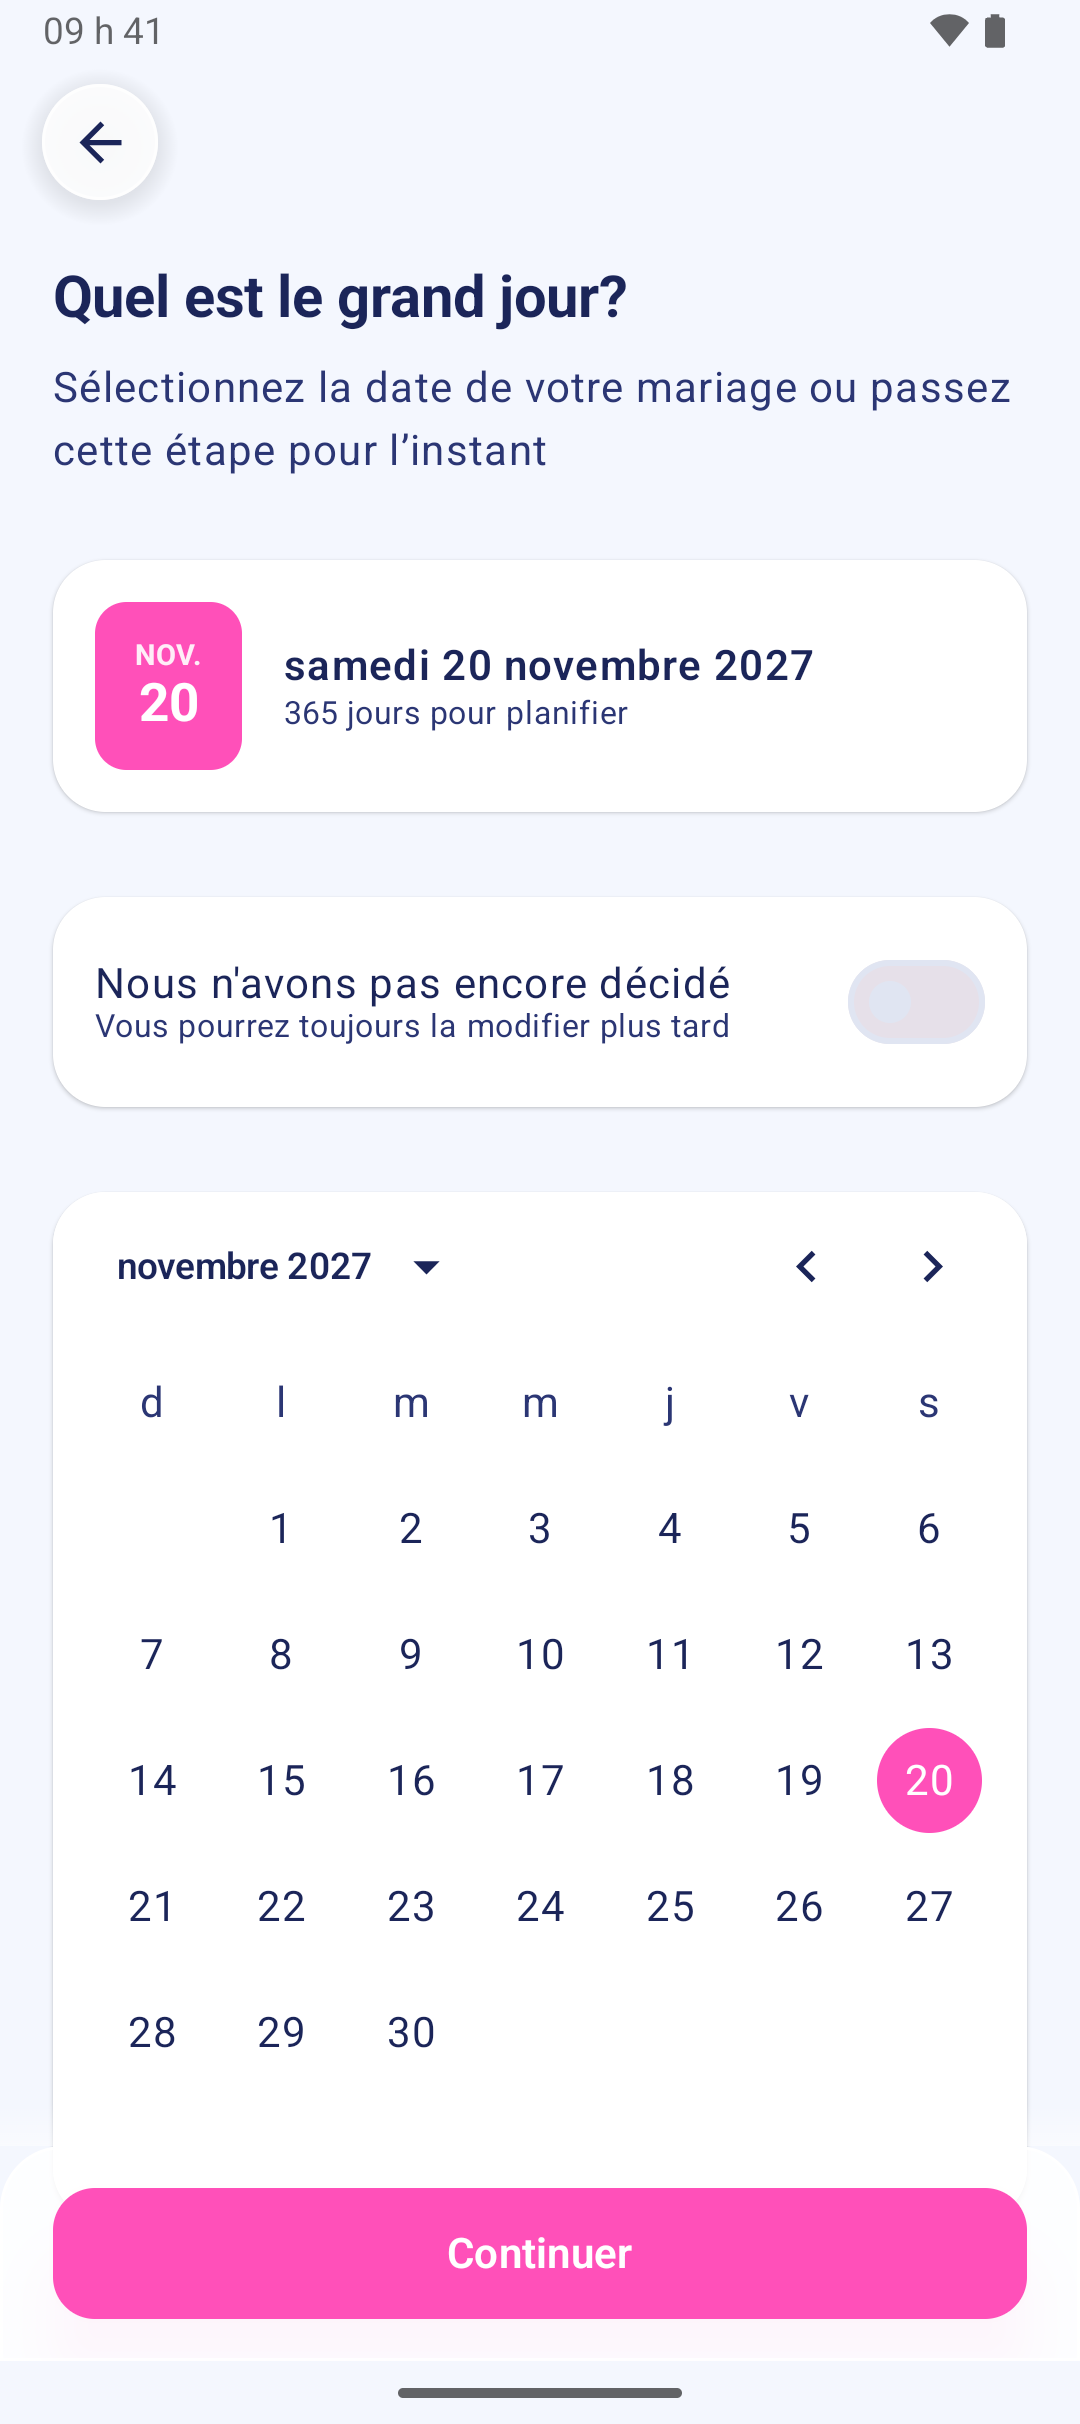 09 h 41
Quel est le grand jour?
Sélectionnez la date de votre mariage ou passez
cette étape pour l’instant
NOV.
20
samedi 20 novembre 2027
365 jours pour planifier
Nous n'avons pas encore décidé
Vous pourrez toujours la modifier plus tard
novembre 2027
d l m m j v s
1 2 3 4 5 6
7 8 9 10 11 12 13
14 15 16 17 18 19 20
21 22 23 24 25 26 27
28 29 30
Continuer